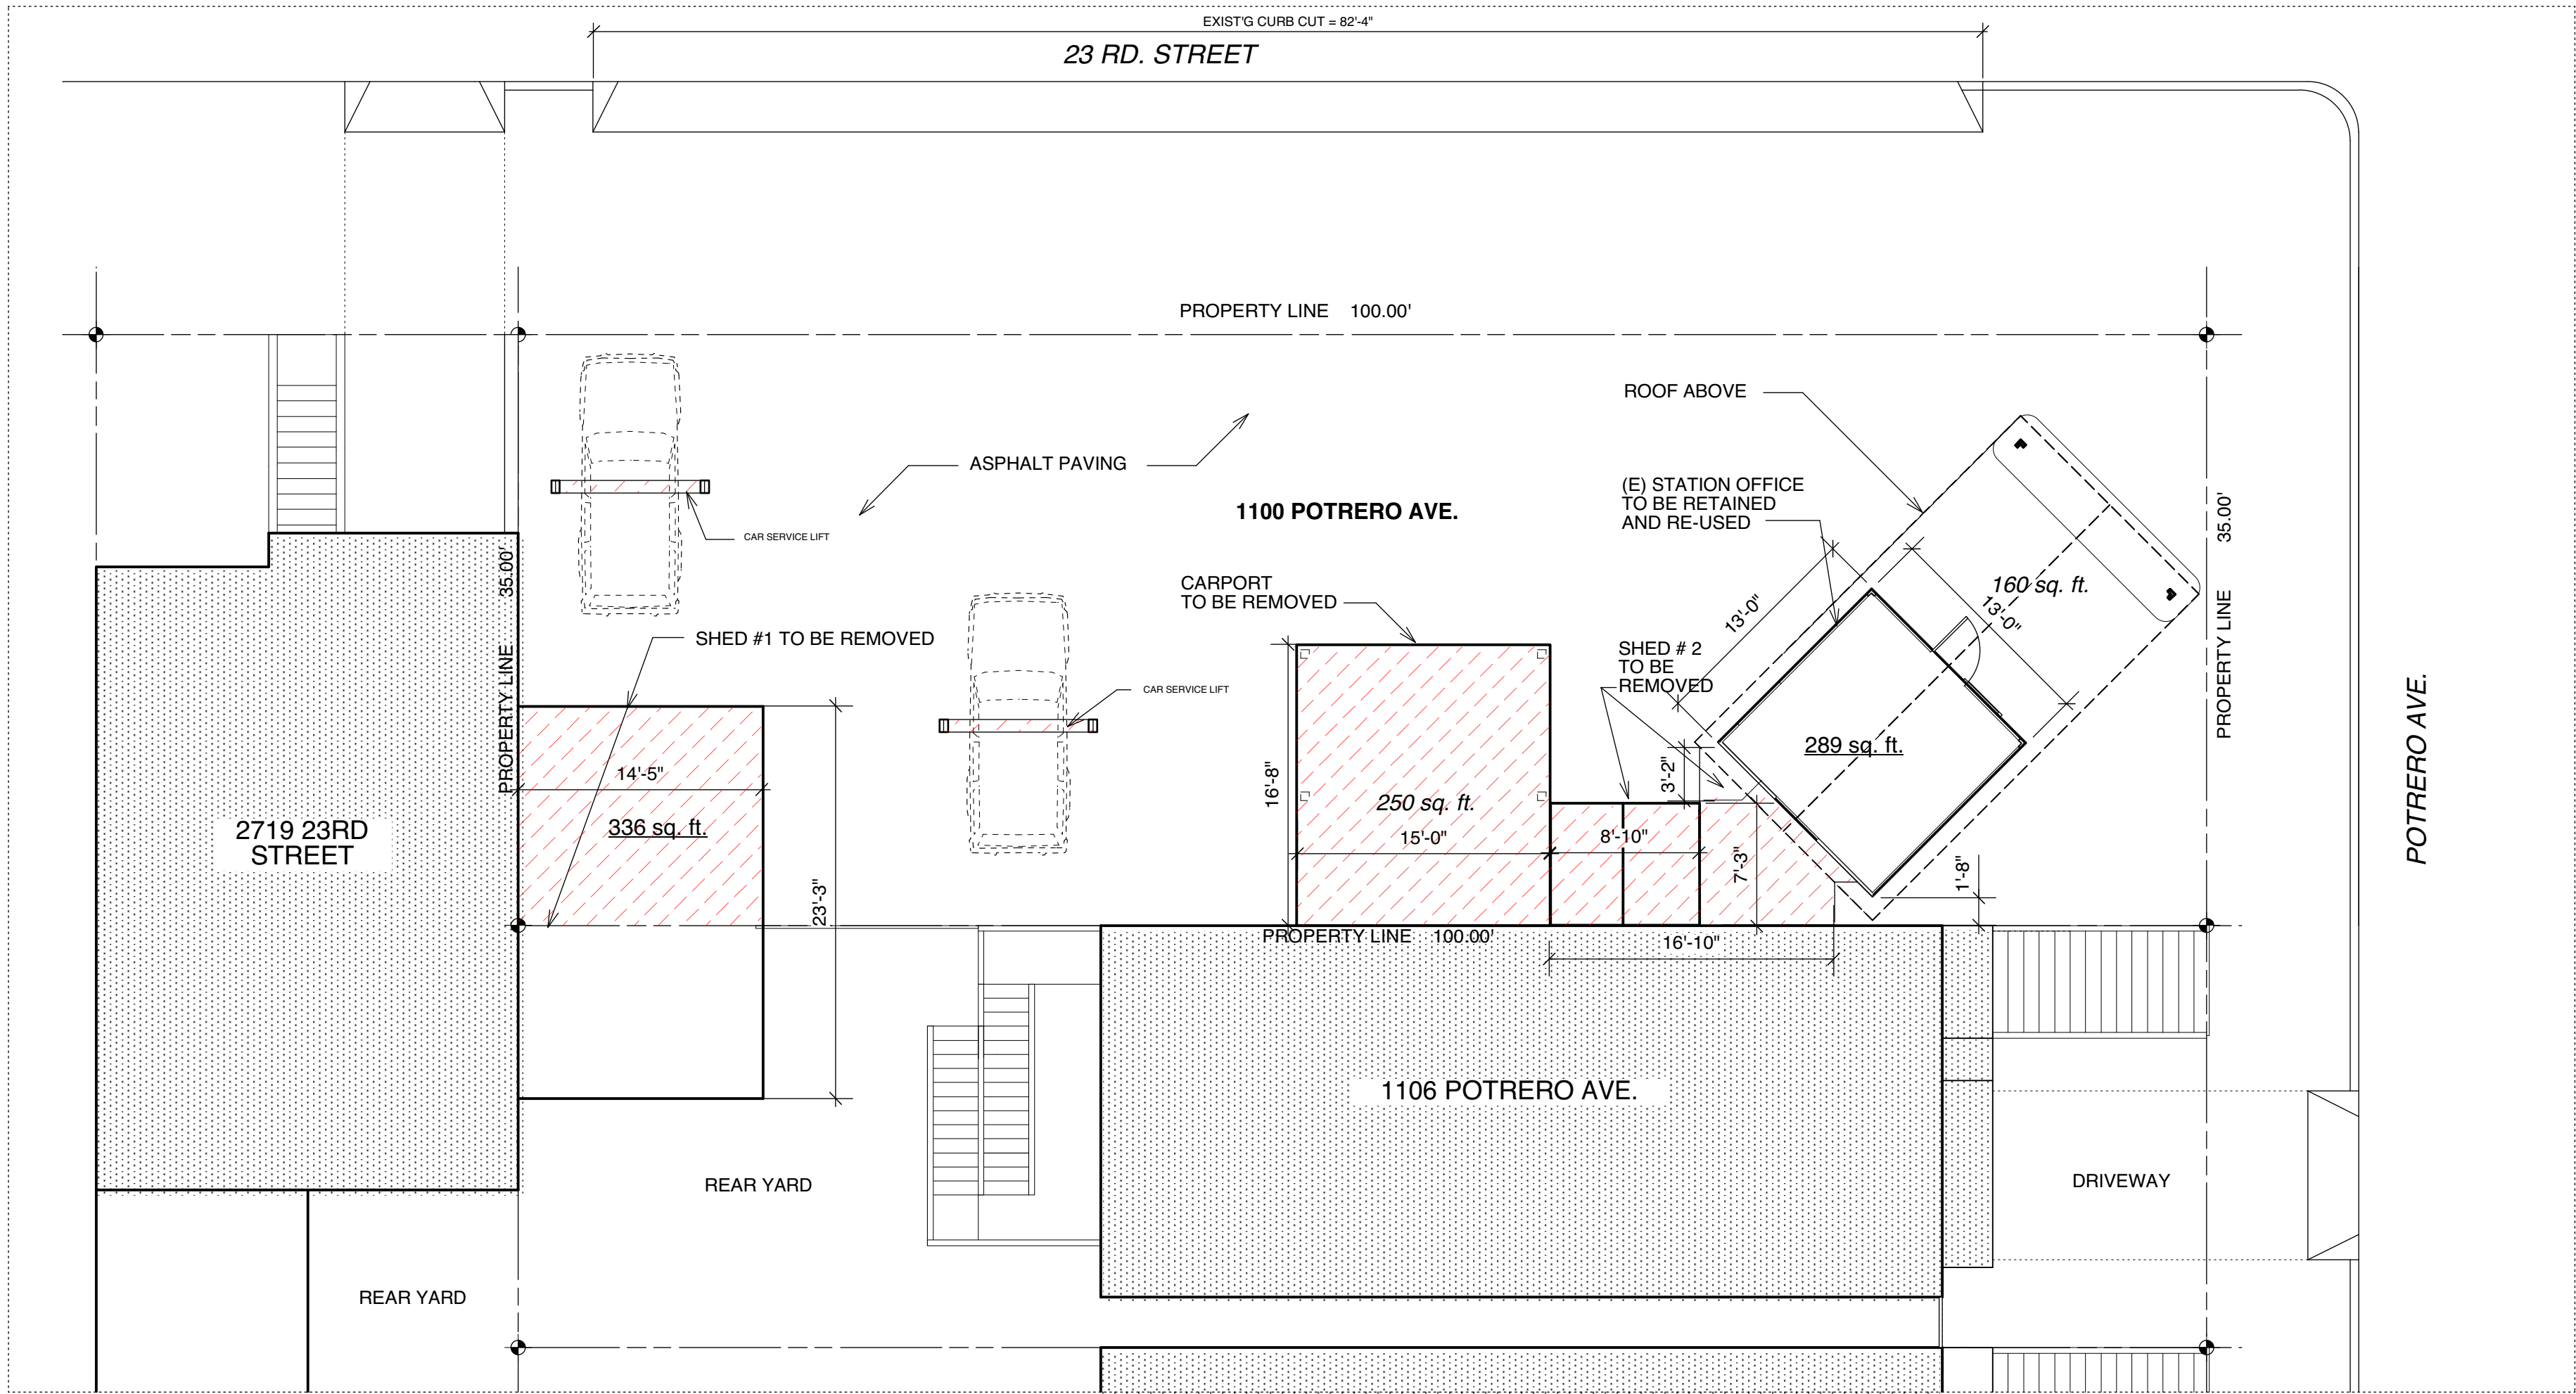 EXIST'G CURB CUT = 82'-4"
23 RD. STREET
PROPERTY LINE 100.00'
ROOF ABOVE
ASPHALT PAVING
(E) STATION OFFICE
TO BE RETAINED
AND RE-USED
1100 POTRERO AVE.
CAR SERVICE LIFT
PROPERTY LINE 35.00'
PROPERTY LINE 35.00'
CARPORT
TO BE REMOVED
160 sq. ft.
13'-0"
13'-0"
SHED #1 TO BE REMOVED
SHED # 2
TO BE
REMOVED
CAR SERVICE LIFT
POTRERO AVE.
289 sq. ft.
14'-5"
16'-8"
3'-2"
250 sq. ft.
336 sq. ft.
15'-0"
8'-10"
7'-3"
1'-8"
2719 23RD
STREET
23'-3"
PROPERTY LINE 100.00'
16'-10"
1106 POTRERO AVE.
REAR YARD
DRIVEWAY
REAR YARD